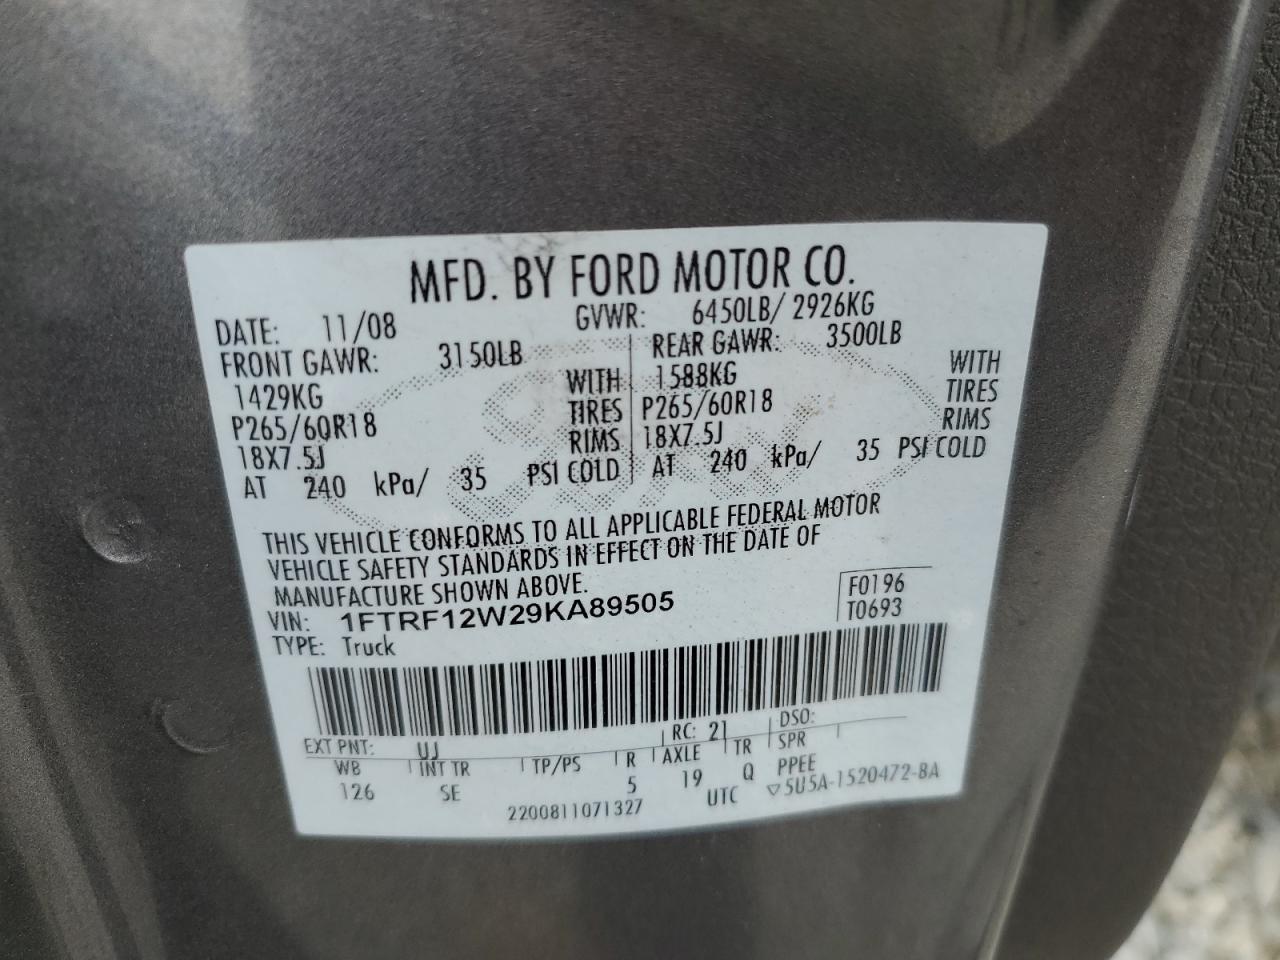 MFD. BY FORD MOTOR CO.
DATE: 11/08 GVWR: 6450LB/ 2926KG
FRONT GAWR: 3150LB REAR GAWR: 3500LB
1429KG WITH 1588KG WITH
P265/60R18 TIRES P265/60R18 TIRES
18X7.5J RIMS 18X7.5J RIMS
AT 240 kPa/ 35 PSI COLD AT 240 kPa/ 35 PSI COLD
THIS VEHICLE CONFORMS TO ALL APPLICABLE FEDERAL MOTOR
VEHICLE SAFETY STANDARDS IN EFFECT ON THE DATE OF
MANUFACTURE SHOWN ABOVE.
VIN: 1FTRF12W29KA89505 F0196
TYPE: Truck T0693
EXT PNT: UJ RC: 21 DSO:
WB INT TR TP/PS R AXLE TR SPR
126 SE 5 19 Q PPEE
2200811071327 UTC ▽5U5A-1520472-BA